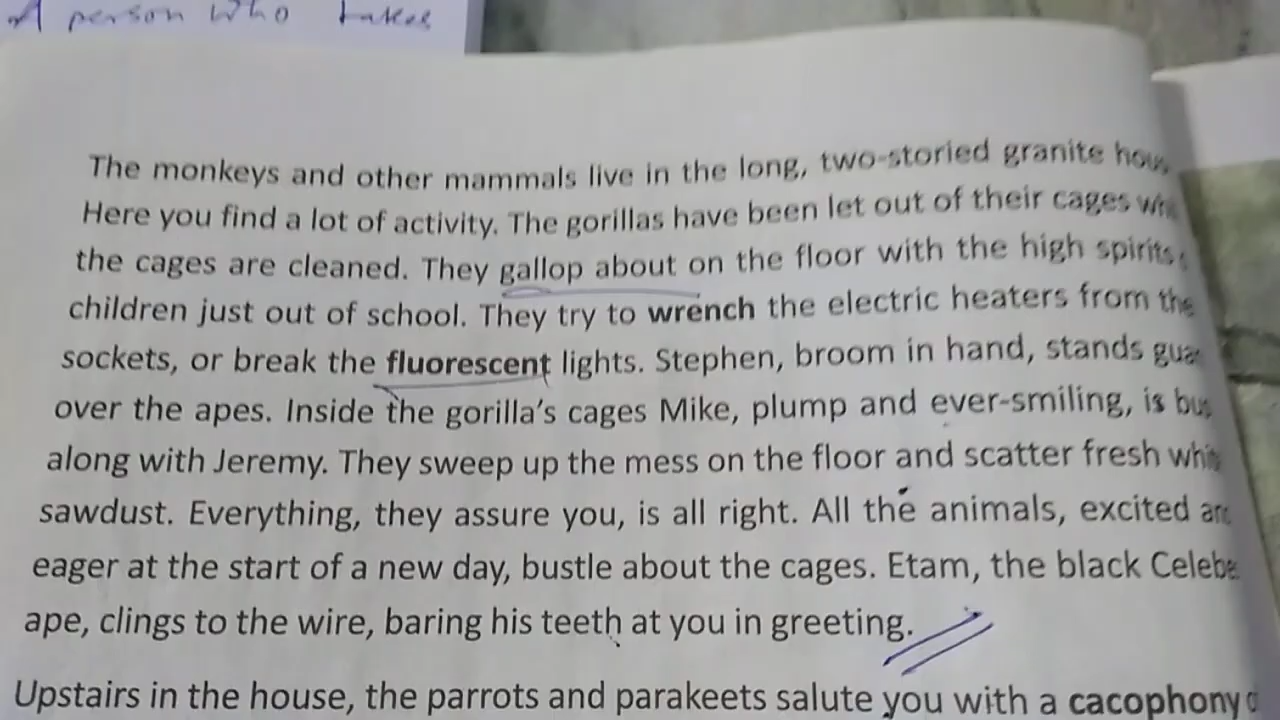 A person who takes
The monkeys and other mammals live in the long, two-storied granite
Here you find a lot of activity. The gorillas have been let out of their cages
the cages are cleaned. They gallop about on the floor with the high spirits
children just out of school. They try to wrench the electric heaters from the
sockets, or break the fluorescent lights. Stephen, broom in hand, stands
over the apes. Inside the gorilla's cages Mike, plump and ever-smiling, is
along with Jeremy. They sweep up the mess on the floor and scatter fresh
sawdust. Everything, they assure you, is all right. All the animals, excited
eager at the start of a new day, bustle about the cages. Etam, the black
ape, clings to the wire, baring his teeth at you in greeting.
Upstairs in the house, the parrots and parakeets salute you with a cacophony